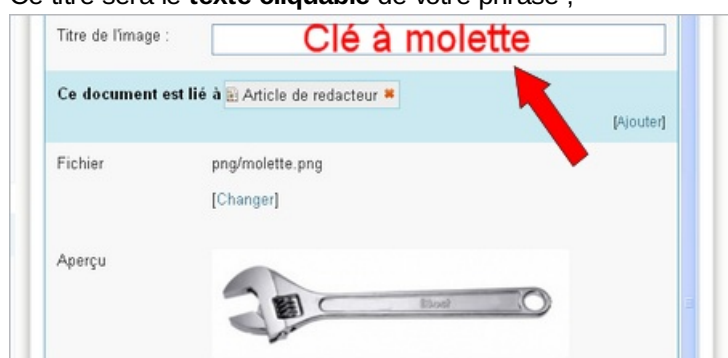 Ce titre sera le texte cliquable de votre phrase ;
Titre de l'image :
Clé à molette
Ce document est lié à Article de redacteur
[Ajouter]
Fichier
png/molette.png
[Changer]
Aperçu